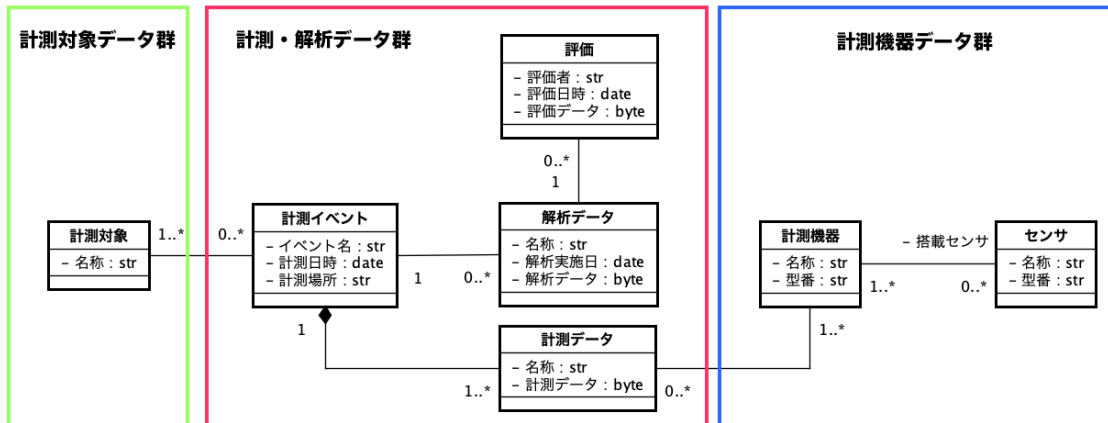 計測対象データ群
計測対象
– 名称：str
1..*
計測・解析データ群
0..*
計測イベント
– イベント名：str
– 計測日時：date
– 計測場所：str
1
1
評価
– 評価者：str
– 評価日時：date
– 評価データ：byte
0..*
1
解析データ
– 名称：str
– 解析実施日：date
– 解析データ：byte
0..*
計測データ
– 名称：str
– 計測データ：byte
1..*
0..*
計測機器データ群
計測機器
– 名称：str
– 型番：str
1..*
1..*
– 搭載センサ
0..*
センサ
– 名称：str
– 型番：str